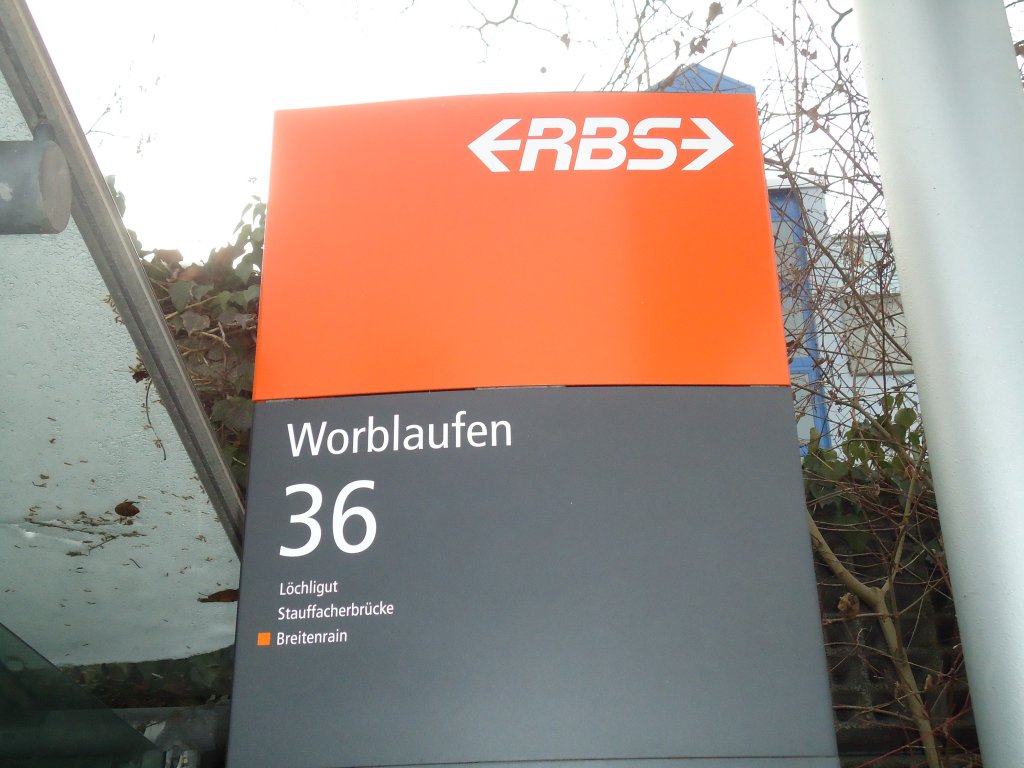 RBS
Worblaufen
36
Löchligut
Stauffacherbrücke
Breitenrain